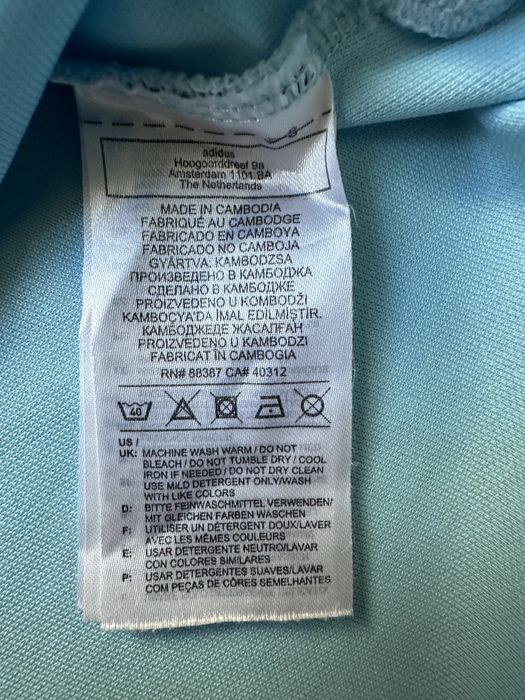 adidas
Hoogoorddreef 9a
Amsterdam 1101 BA
The Netherlands
MADE IN CAMBODIA
FABRIQUÉ AU CAMBODGE
FABRICADO EN CAMBOYA
FABRICADO NO CAMBOJA
GYÁRTVA: KAMBODZSA
ПРОИЗВЕДЕНО В КАМБОДЖА
СДЕЛАНО В КАМБОДЖЕ
PROIZVEDENO U KOMBODŽI
KAMBOÇYA'DA İMAL EDİLMİŞTİR.
КАМБОДЖЕДЕ ЖАСАЛҒАН
PROIZVEDENO U KAMBODZI
FABRICAT ÎN CAMBOGIA
RN# 88387 CA# 40312
40
US /
UK: MACHINE WASH WARM / DO NOT
BLEACH / DO NOT TUMBLE DRY / COOL
IRON IF NEEDED / DO NOT DRY CLEAN
USE MILD DETERGENT ONLY/WASH
WITH LIKE COLORS
D: BITTE FEINWASCHMITTEL VERWENDEN/
MIT GLEICHEN FARBEN WASCHEN
F: UTILISER UN DÉTERGENT DOUX/LAVER
AVEC LES MÊMES COULEURS
E: USAR DETERGENTE NEUTRO/LAVAR
CON COLORES SIMILARES
P: USAR DETERGENTES SUAVES/LAVAR
COM PEÇAS DE CÔRES SEMELHANTES